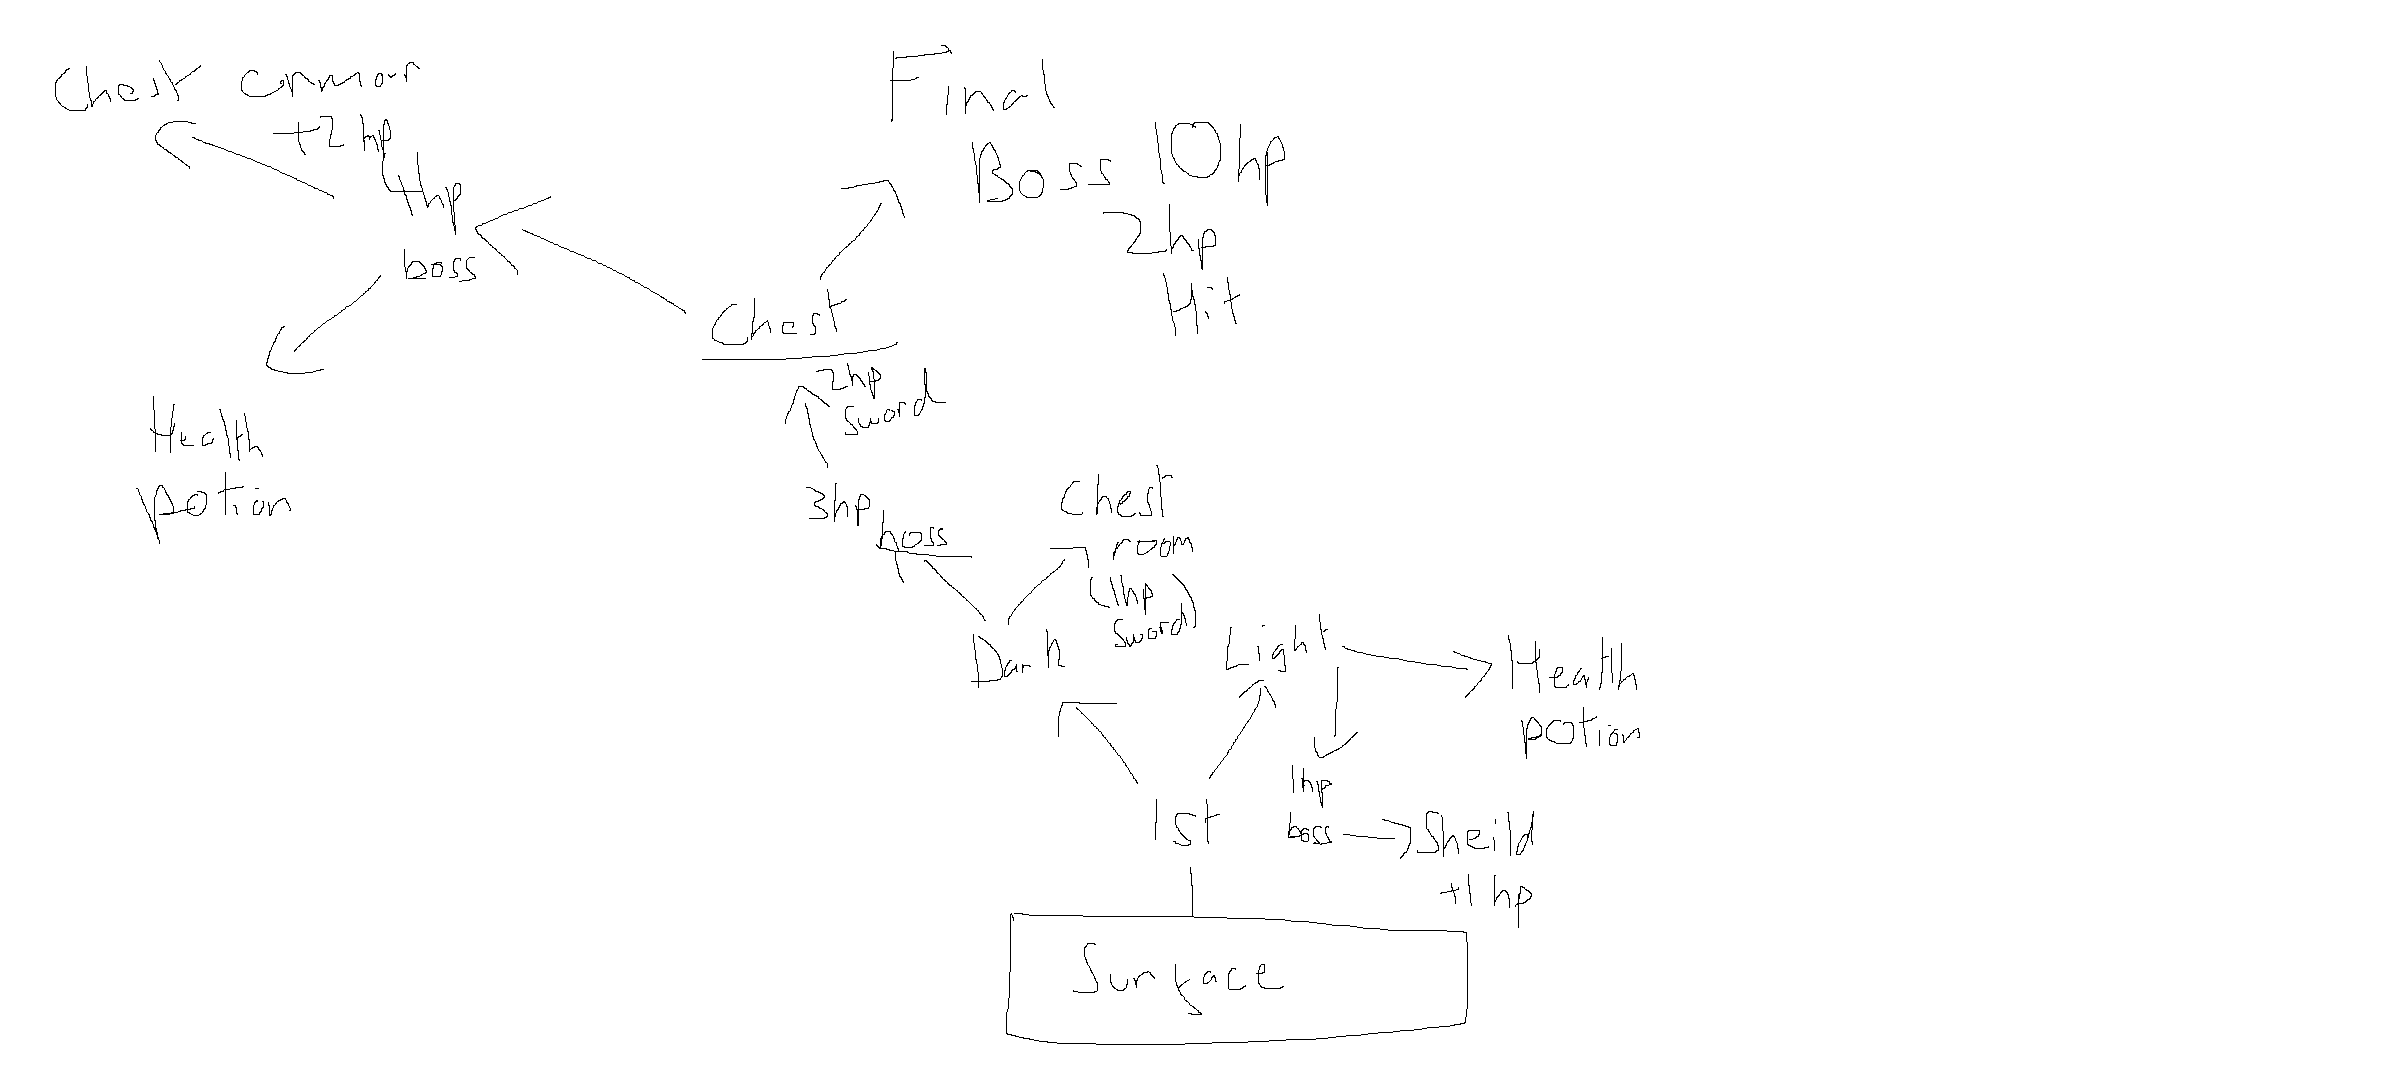 Chest armor
+2 hp
4hp
boss
Health
potion
Final
Boss 10hp
2hp
Hit
Chest
2hp
sword
3hp boss
Chest
room
(1hp
sword)
Dark
Light
Health
potion
1hp
boss
Sheild
+1 hp
1st
Surface